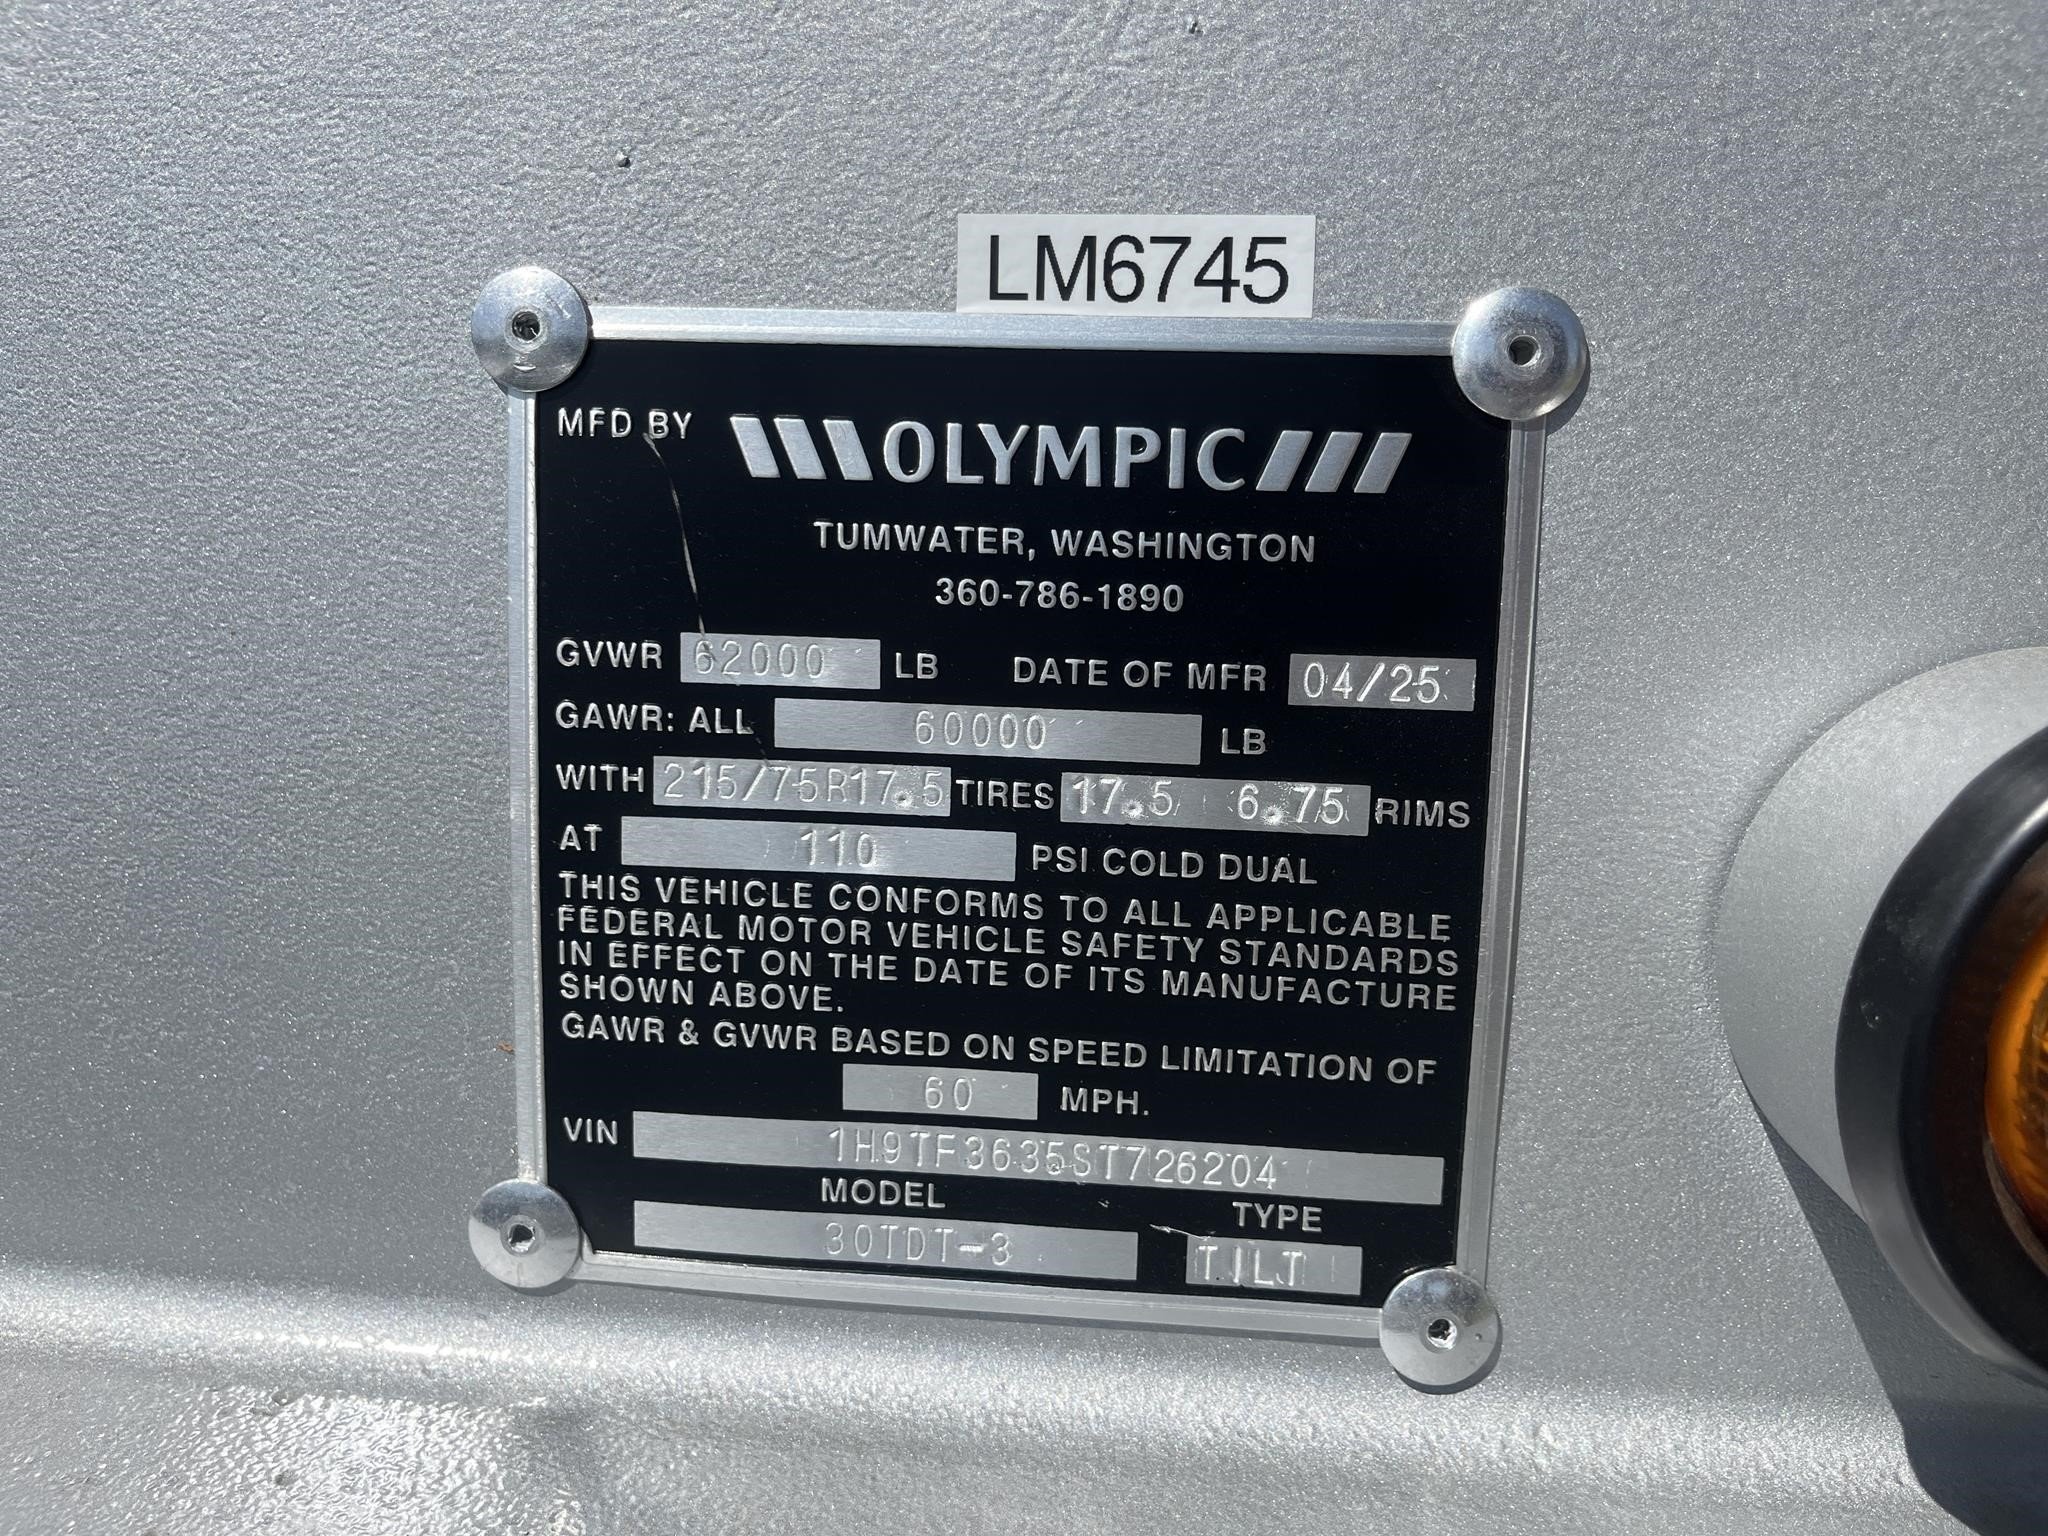 LM6745
MFD BY OLYMPIC
TUMWATER, WASHINGTON
360-786-1890
GVWR 62000 LB DATE OF MFR 04/25
GAWR: ALL 60000 LB
WITH 215/75R17.5 TIRES 17.5 6.75 RIMS
AT 110 PSI COLD DUAL
THIS VEHICLE CONFORMS TO ALL APPLICABLE
FEDERAL MOTOR VEHICLE SAFETY STANDARDS
IN EFFECT ON THE DATE OF ITS MANUFACTURE
SHOWN ABOVE.
GAWR & GVWR BASED ON SPEED LIMITATION OF
60 MPH.
VIN 1H9TF3635ST726204
MODEL TYPE
30TDT-3 TILT